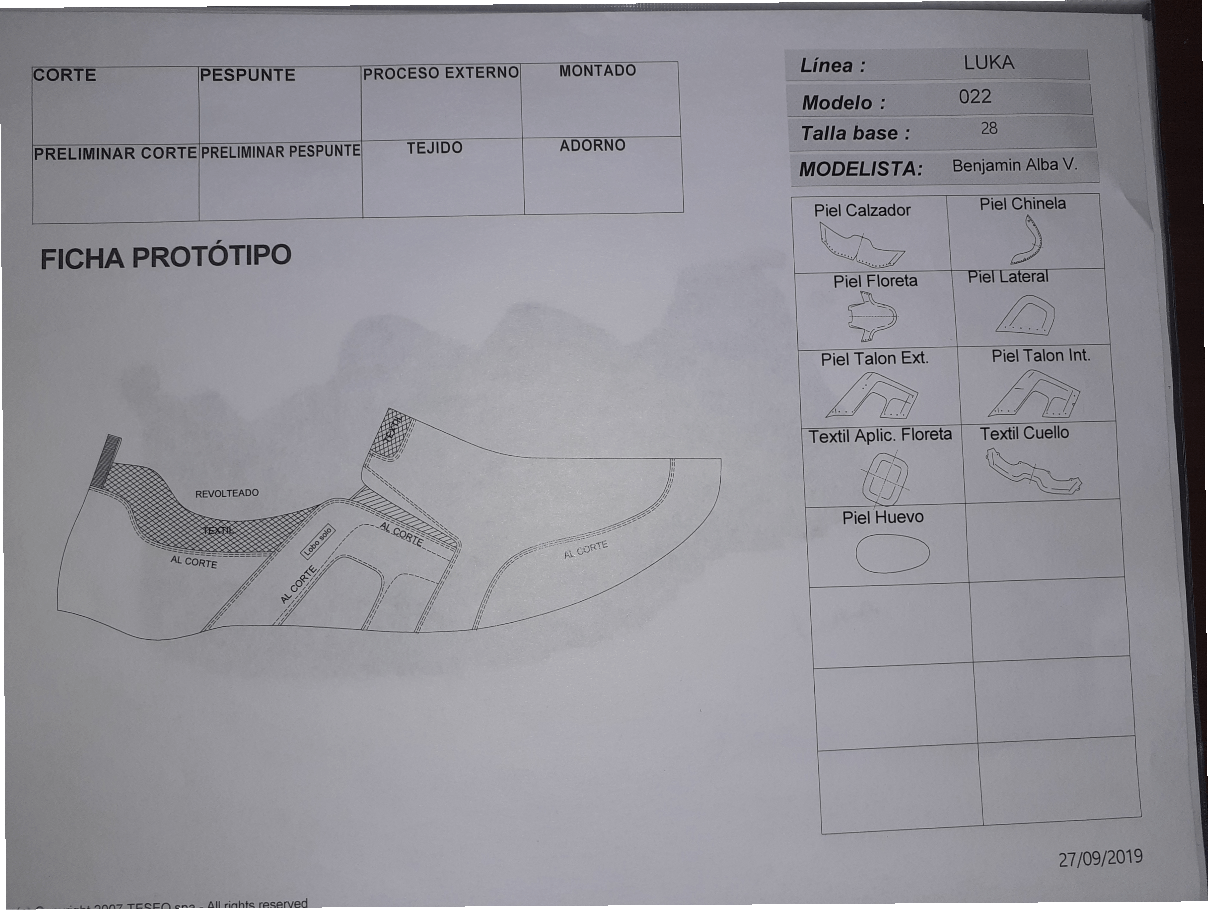 CORTE PESPUNTE PROCESO EXTERNO MONTADO
PRELIMINAR CORTE PRELIMINAR PESPUNTE TEJIDO ADORNO
FICHA PROTÓTIPO
REVOLTEADO
TEXTIL
AL CORTE
Lobo solo
AL CORTE
AL CORTE
AL CORTE
Línea : LUKA
Modelo : 022
Talla base : 28
MODELISTA: Benjamin Alba V.
Piel Calzador Piel Chinela
Piel Floreta Piel Lateral
Piel Talon Ext. Piel Talon Int.
Textil Aplic. Floreta Textil Cuello
Piel Huevo
27/09/2019
Copyright 2007 TESEO spa - All rights reserved